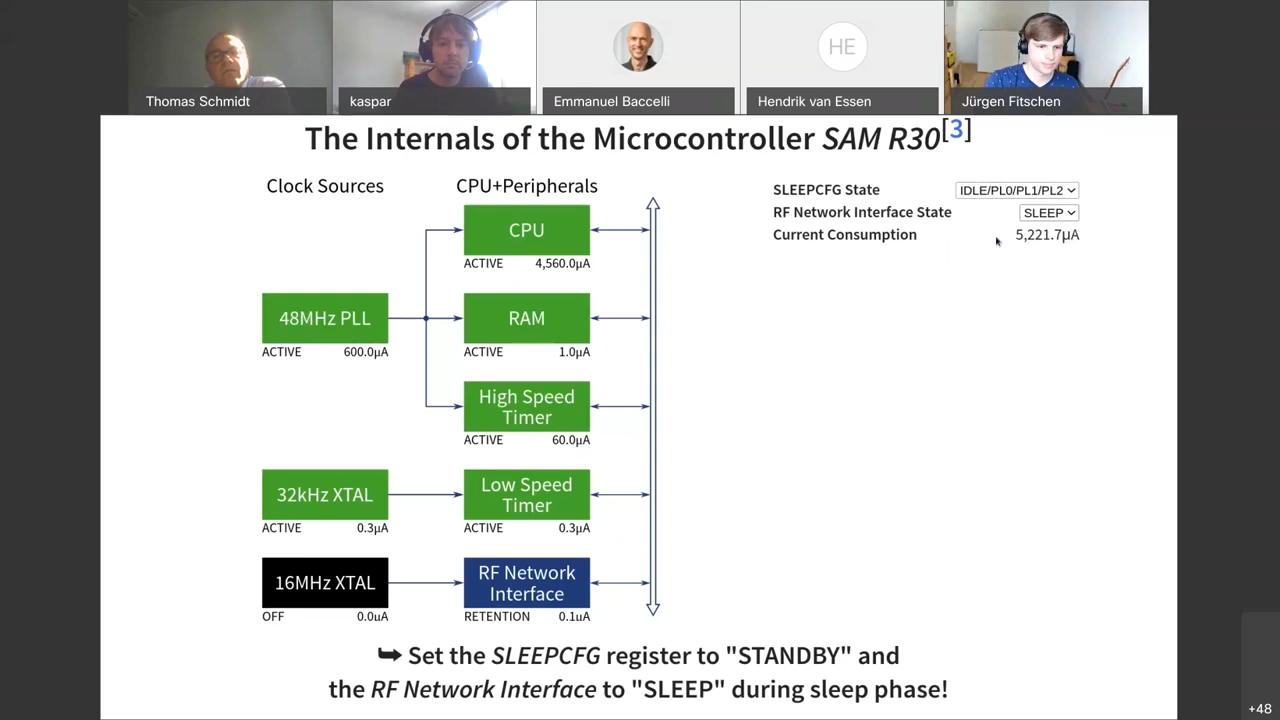 HE
Thomas Schmidt
kaspar
Emmanuel Baccelli
Hendrik van Essen
Jürgen Fitschen
The Internals of the Microcontroller SAM R30[3]
Clock Sources
CPU+Peripherals
SLEEPCFG State
IDLE/PL0/PL1/PL2
RF Network Interface State
SLEEP
Current Consumption
5,221.7µA
CPU
ACTIVE 4,560.0µA
48MHz PLL
ACTIVE 600.0µA
RAM
ACTIVE 1.0µA
High Speed
Timer
ACTIVE 60.0µA
32kHz XTAL
ACTIVE 0.3µA
Low Speed
Timer
ACTIVE 0.3µA
16MHz XTAL
OFF 0.0uA
RF Network
Interface
RETENTION 0.1uA
➥ Set the SLEEPCFG register to "STANDBY" and
the RF Network Interface to "SLEEP" during sleep phase!
+48